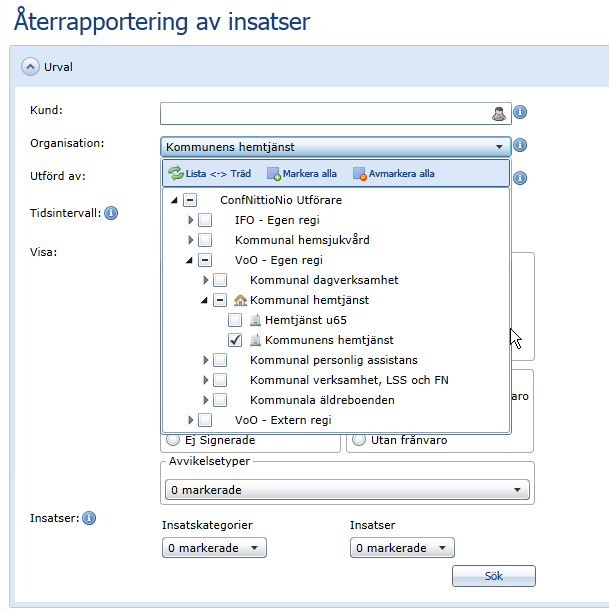 Återrapportering av insatser
Urval
Kund:
Organisation:
Kommunens hemtjänst
Utförd av:
Lista <-> Träd
Markera alla
Avmarkera alla
ConfNittioNio Utförare
Tidsintervall:
IFO - Egen regi
Kommunal hemsjukvård
Visa:
VoO - Egen regi
Kommunal dagverksamhet
Kommunal hemtjänst
Hemtjänst u65
Kommunens hemtjänst
Kommunal personlig assistans
Kommunal verksamhet, LSS och FN
Kommunala äldreboenden
aro
VoO - Extern regi
Ej Signerade
Utan frånvaro
Avvikelsetyper
0 markerade
Insatser:
Insatskategorier
Insatser
0 markerade
0 markerade
Sök